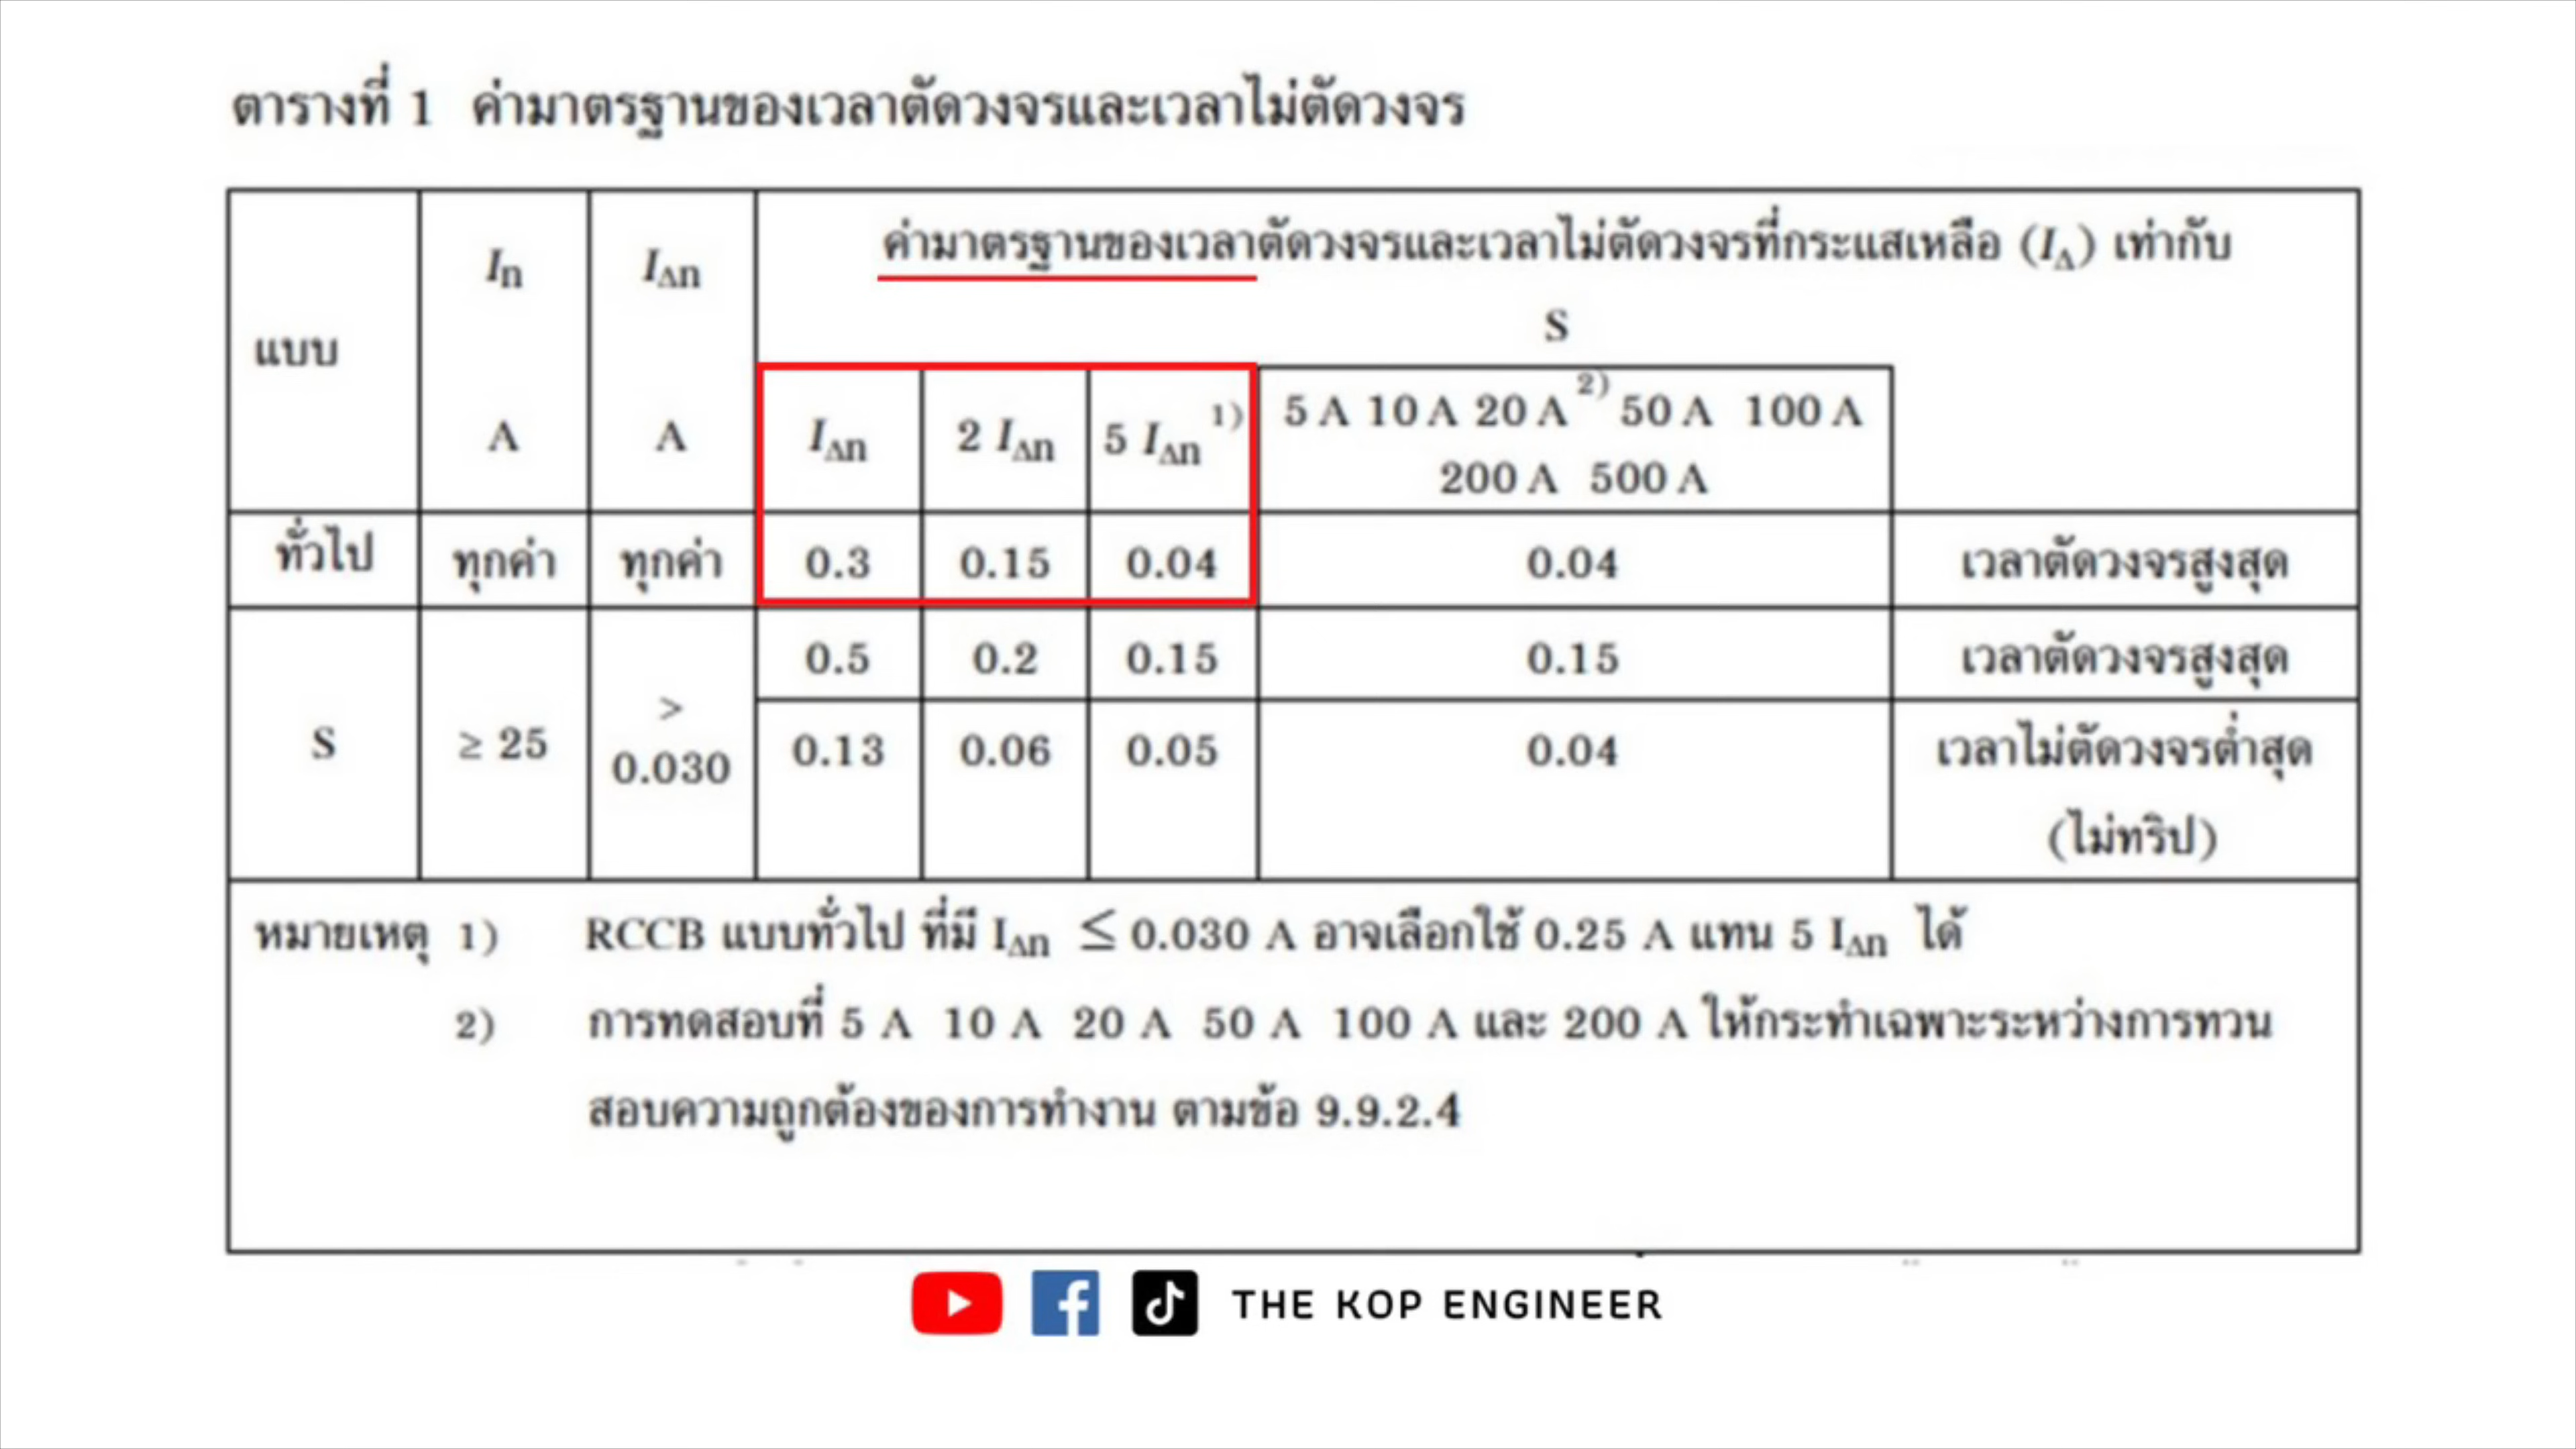 ตารางที่ 1 ค่ามาตรฐานของเวลาตัดวงจรและเวลาไม่ตัดวงจร
แบบ
In
A
IΔn
A
ค่ามาตรฐานของเวลาตัดวงจรและเวลาไม่ตัดวงจรที่กระแสเหลือ (IΔ) เท่ากับ
S
IΔn 2 IΔn 5 IΔn 1) 5 A 10 A 20 A 2) 50 A 100 A
200 A 500 A
ทั่วไป ทุกค่า ทุกค่า 0.3 0.15 0.04 0.04 เวลาตัดวงจรสูงสุด
S ≥ 25 > 0.030 0.5 0.2 0.15 0.15 เวลาตัดวงจรสูงสุด
0.13 0.06 0.05 0.04 เวลาไม่ตัดวงจรต่ำสุด
(ไม่ทริป)
หมายเหตุ 1) RCCB แบบทั่วไป ที่มี IΔn ≤ 0.030 A อาจเลือกใช้ 0.25 A แทน 5 IΔn ได้
2) การทดสอบที่ 5 A 10 A 20 A 50 A 100 A และ 200 A ให้กระทำเฉพาะระหว่างการทวน
สอบความถูกต้องของการทำงาน ตามข้อ 9.9.2.4
THE KOP ENGINEER